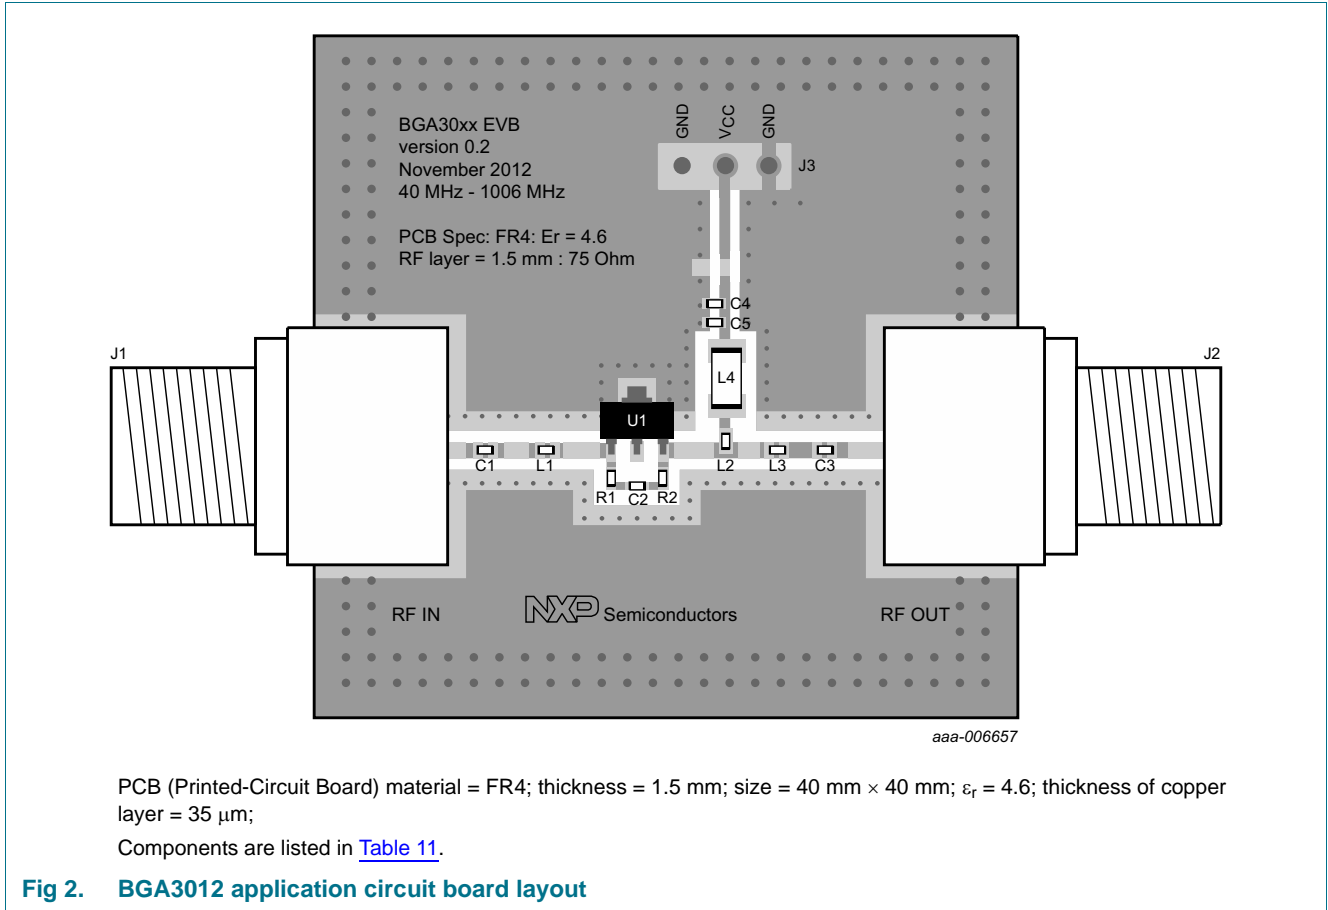 GND
VCC
GND
BGA30xx EVB
version 0.2
November 2012
40 MHz - 1006 MHz
J3
PCB Spec: FR4: Er = 4.6
RF layer = 1.5 mm : 75 Ohm
C4
C5
J1
J2
L4
U1
C1
L1
L2
L3
C3
R1
C2
R2
RF IN
NXP Semiconductors
RF OUT
aaa-006657
PCB (Printed-Circuit Board) material = FR4; thickness = 1.5 mm; size = 40 mm × 40 mm; εr = 4.6; thickness of copper
layer = 35 μm;
Components are listed in Table 11.
Fig 2. BGA3012 application circuit board layout